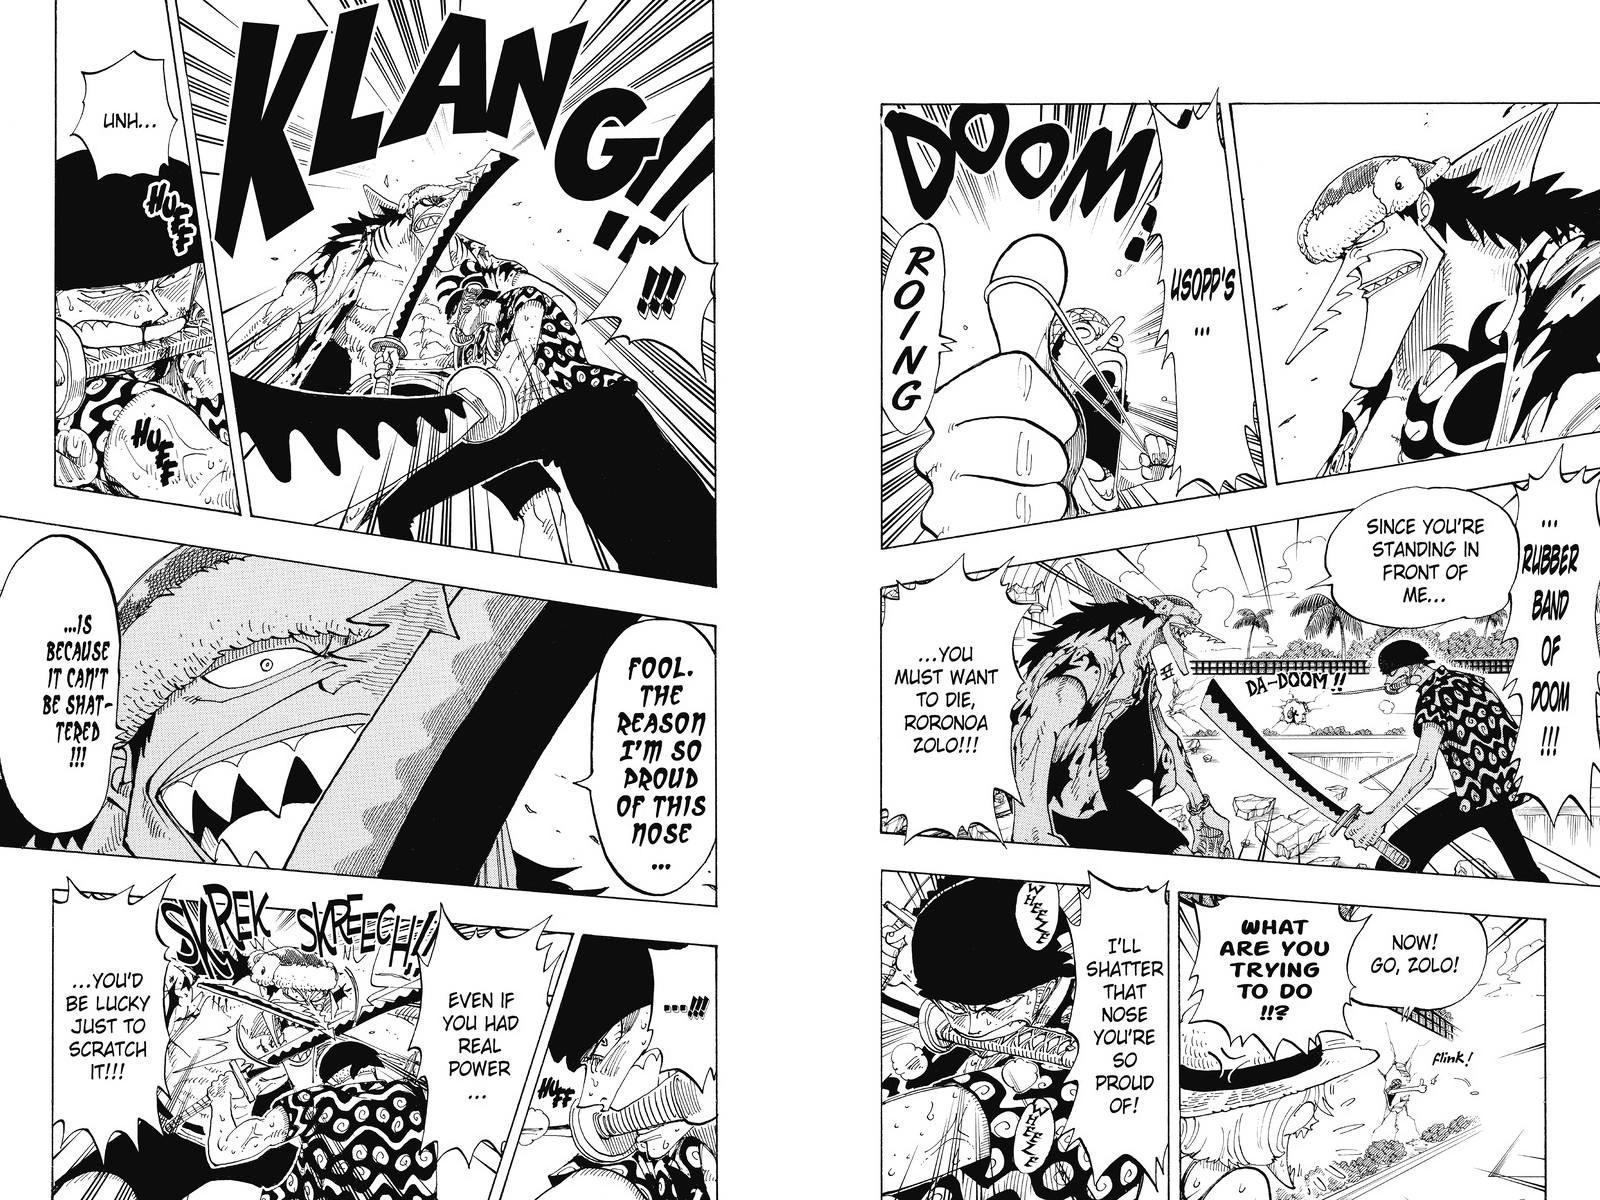 USOPP'S
...
DOOM!!
ROING
...
RUBBER
BAND
OF
DOOM
!!!
SINCE YOU'RE
STANDING IN
FRONT OF
ME...
DA-DOOM!!
...YOU
MUST WANT
TO DIE,
RORONOA
ZOLO!!!
NOW!
GO, ZOLO!
WHAT
ARE YOU
TRYING
TO DO
!!?
flink!
I'LL
SHATTER
THAT
NOSE
YOU'RE
SO
PROUD
OF!
WHEEZE
WHEEZE
!!!
KLANG!!
UNH...
HUFF
HUFF
FOOL.
THE
REASON
I'M SO
PROUD
OF THIS
NOSE
...
...IS
BECAUSE
IT CAN'T
BE SHAT-
TERED
!!!
...!!!
HUFF
EVEN IF
YOU HAD
REAL
POWER
...
SKREK
SKREECH!!
...YOU'D
BE LUCKY
JUST TO
SCRATCH
IT!!!